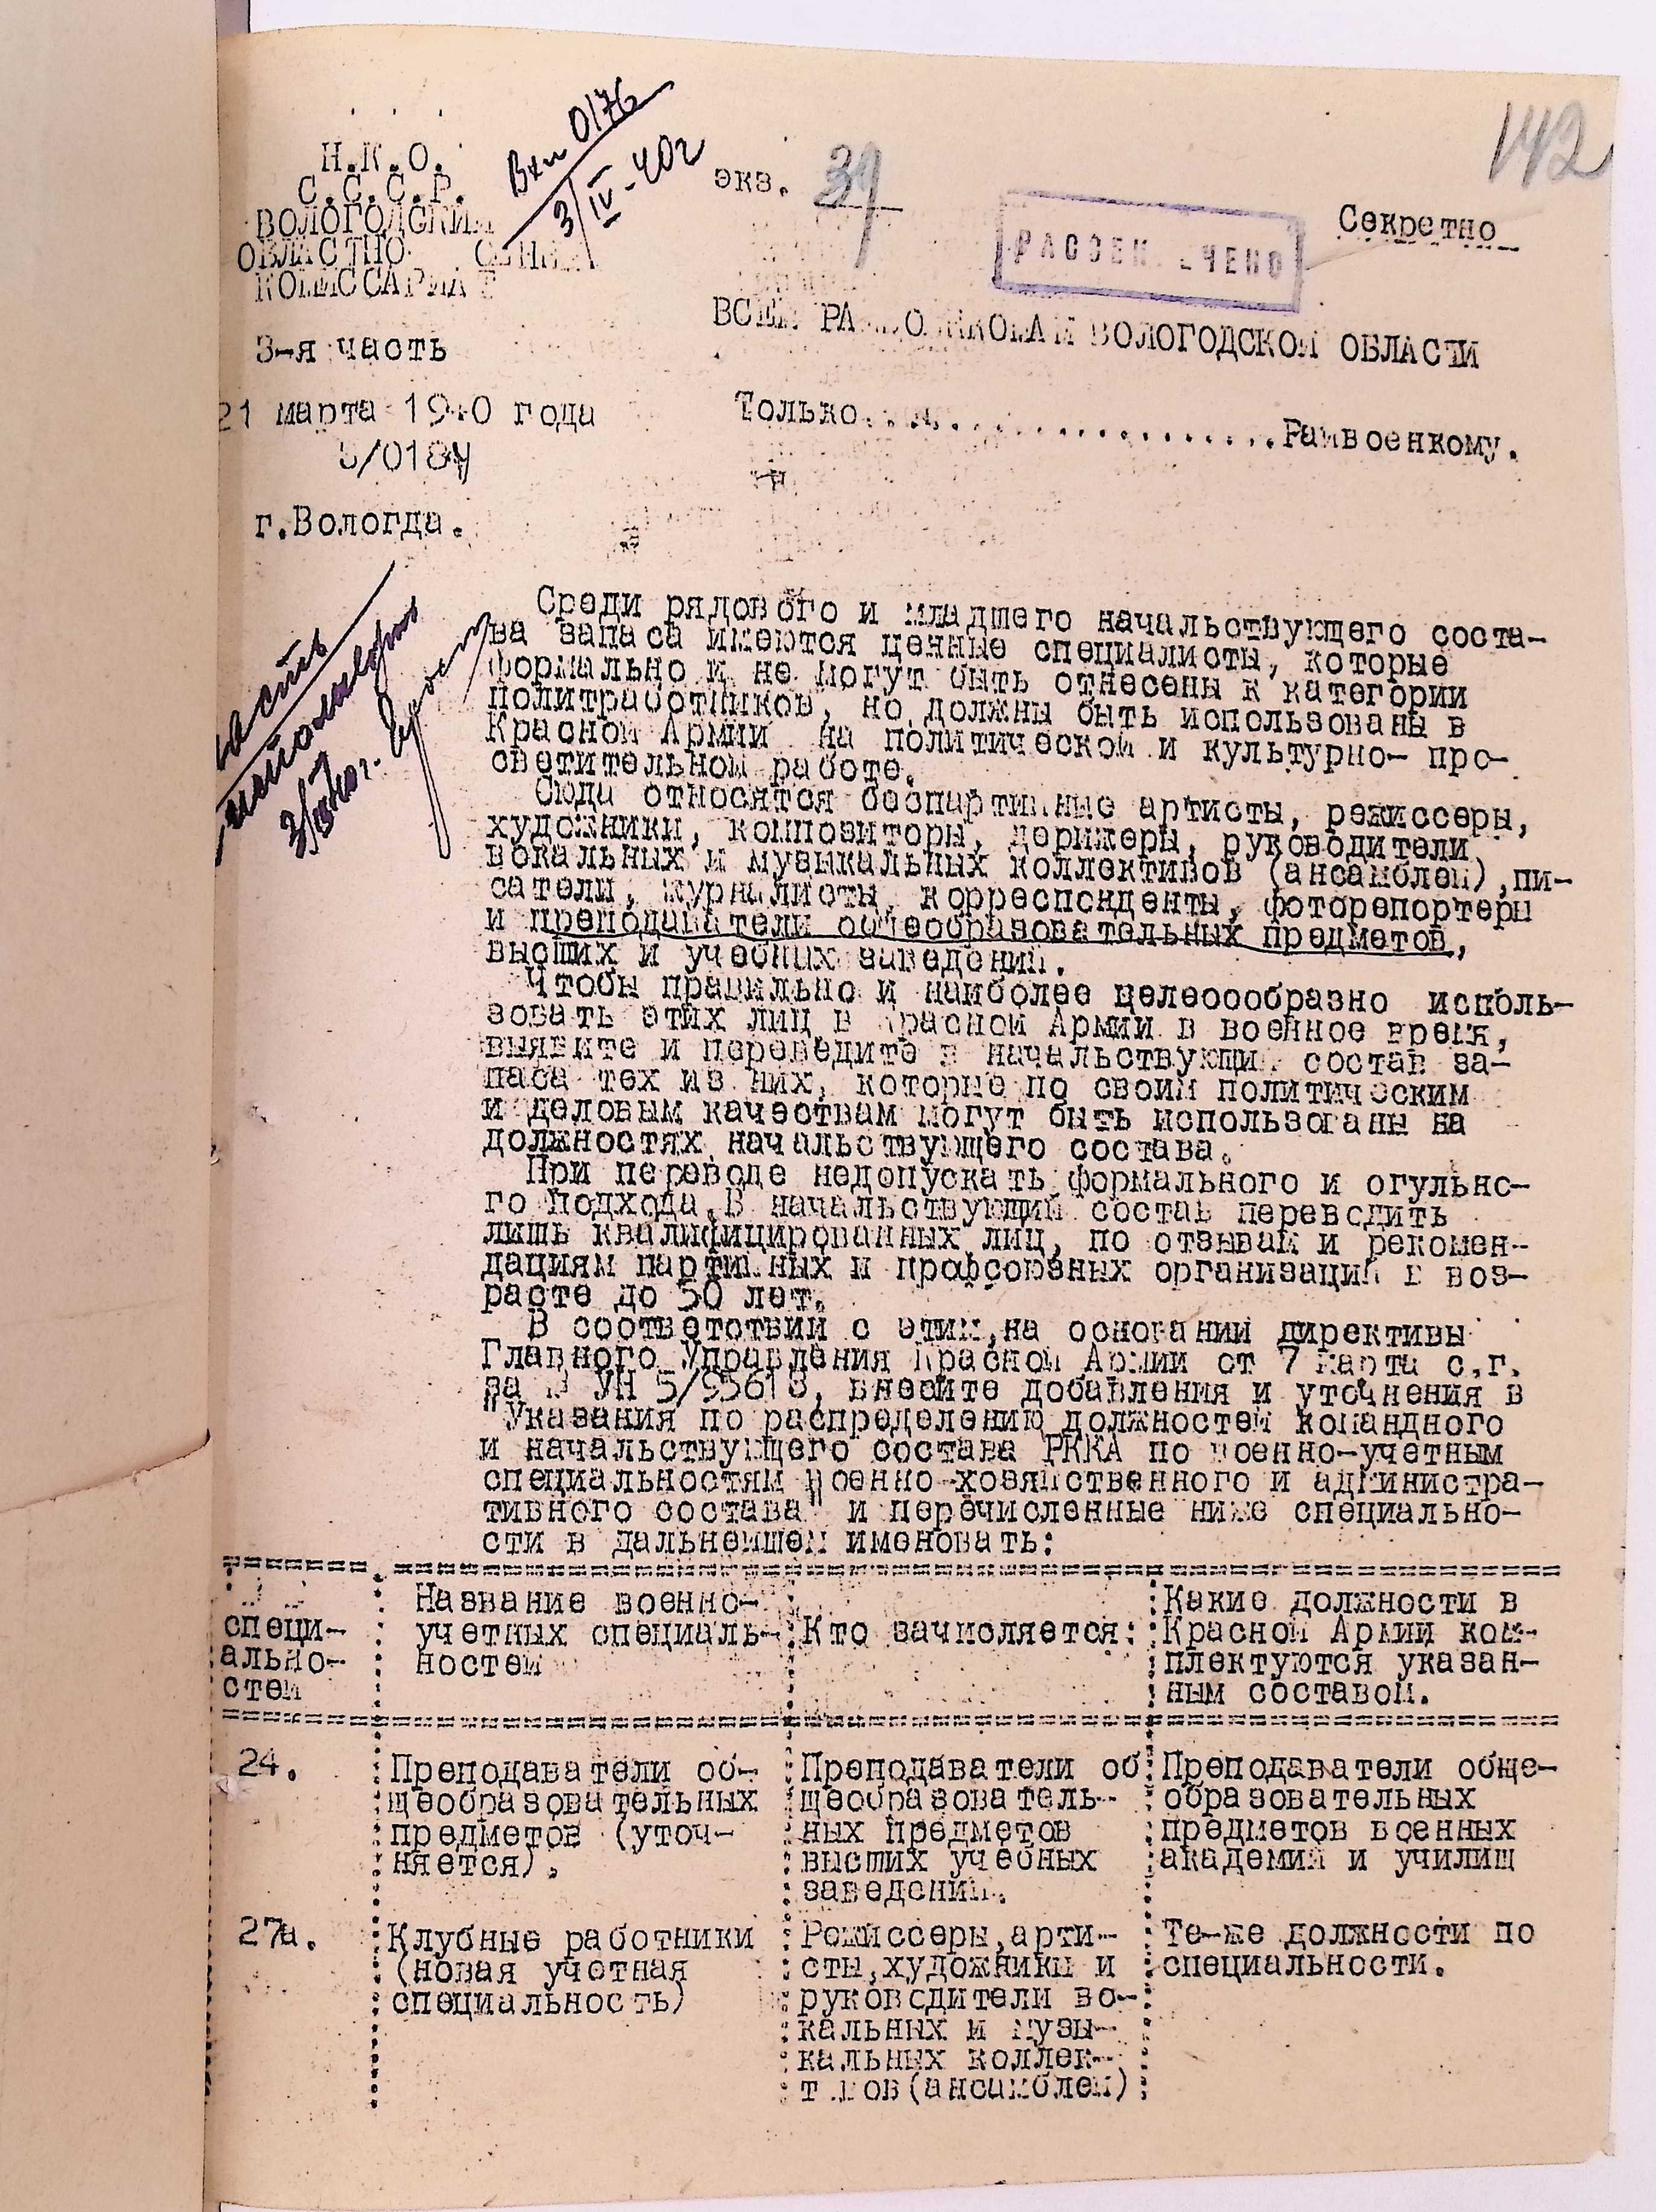 142
Вхи 0176
3/IV-40г
Н.К.О.
С.С.С.Р.
ВОЛОГОДСКИЙ
КОМИССАРИАТ
экз. 39
Секретно
РАССЕКРЕЧЕНО
3-я часть
ВСЕМ РАЙВОЕНКОМАМ ВОЛОГОДСКОЙ ОБЛАСТИ
21 марта 1940 года
Только....................Райвоенкому.
г.Вологда.
Среди рядового и младшего начальствующего соста-
ва запаса имеются ценные специалисты, которые
формально и не могут быть отнесены к категории
политработников, но должны быть использованы в
Красной Армии на политической и культурно- про-
светительной работе.
Сюда относятся беспартийные артисты, режиссеры,
художники, композиторы, дерижеры, руководители
вокальных и музыкальных коллективов (ансамблей),пи-
сатели, журналисты, корреспонденты, фоторепортеры
и преподаватели общеобразовательных предметов,
высших и учебных заведений.
Чтобы правильно и наиболее целеоообразно исполь-
зовать этих лиц в Красной Армии в военное время,
выявите и переведите в начальствующий состав за-
паса тех из них, которые по своим политическим
и деловым качествам могут быть использованы на
должностях начальствующего состава.
При переводе недопускать формального и огульно-
го подхода.В начальствующий состав переводить
лишь квалифицированных лиц, по отзывам и рекомен-
дациям партийных и профсоюзных организаций в воз-
расте до 50 лет.
В соответствии с этим,на основании директивы
Главного Управления Красной Армии от 7 марта с.г.
за № УН 5/95618, внесите добавления и уточнения в
"Указания по распределению должностей командного
и начальствующего состава РККА по военно-учетным
специальностям военно-хозяйственного и администра-
тивного состава" и перечисленные ниже специально-
сти в дальнейшем именовать:
специ-
ально-
стей
Название военно-
учетных специаль-
ностей
Кто зачисляется:
Какие должности в
Красной Армии ком-
плектуются указан-
ным составом.
24.
Преподаватели об-
щеобразовательных
предметов (уточ-
няется).
Преподаватели об
щеобразователь-
ных предметов
высших учебных
заведений.
Преподаватели обще-
образовательных
предметов военных
академий и училищ
27а.
Клубные работники
(новая учетная
специальность)
Режиссеры,арти-
сты,художники и
руководители во-
кальных и музы-
кальных коллек-
тивов(ансамблей)
Те-же должности по
специальности.